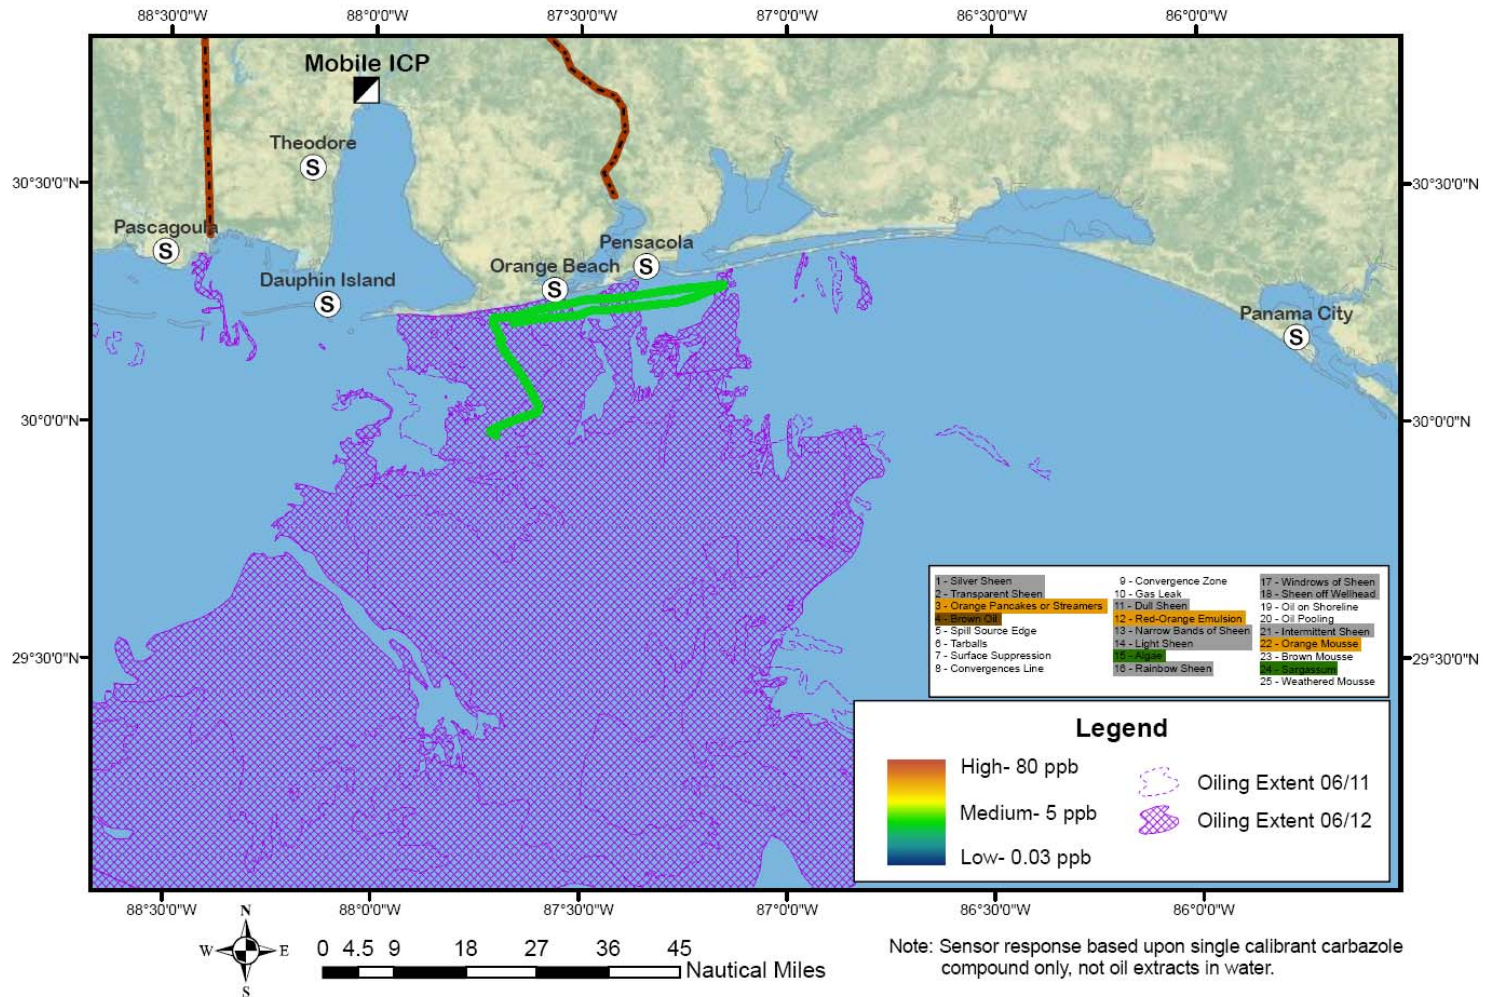 88°30'0"W 88°0'0"W 87°30'0"W 87°0'0"W 86°30'0"W 86°0'0"W
Mobile ICP
Theodore
S
30°30'0"N 30°30'0"N
Pascagoula
S
Pensacola
S
Orange Beach
S
Dauphin Island
S
Panama City
S
30°0'0"N 30°0'0"N
1 - Silver Sheen
2 - Transparent Sheen
3 - Orange Pancakes or Streamers
4 - Brown Oil
5 - Spill Source Edge
6 - Tarballs
7 - Surface Suppression
8 - Convergences Line
9 - Convergence Zone
10 - Gas Leak
11 - Dull Sheen
12 - Red-Orange Emulsion
13 - Narrow Bands of Sheen
14 - Light Sheen
15 - Algae
16 - Rainbow Sheen
17 - Windrows of Sheen
18 - Sheen off Wellhead
19 - Oil on Shoreline
20 - Oil Pooling
21 - Intermittent Sheen
22 - Orange Mousse
23 - Brown Mousse
24 - Sargassum
25 - Weathered Mousse
29°30'0"N 29°30'0"N
Legend
High- 80 ppb
Medium- 5 ppb
Low- 0.03 ppb
Oiling Extent 06/11
Oiling Extent 06/12
88°30'0"W 88°0'0"W 87°30'0"W 87°0'0"W 86°30'0"W 86°0'0"W
N
W E
S
0 4.5 9 18 27 36 45
Nautical Miles
Note: Sensor response based upon single calibrant carbazole
compound only, not oil extracts in water.